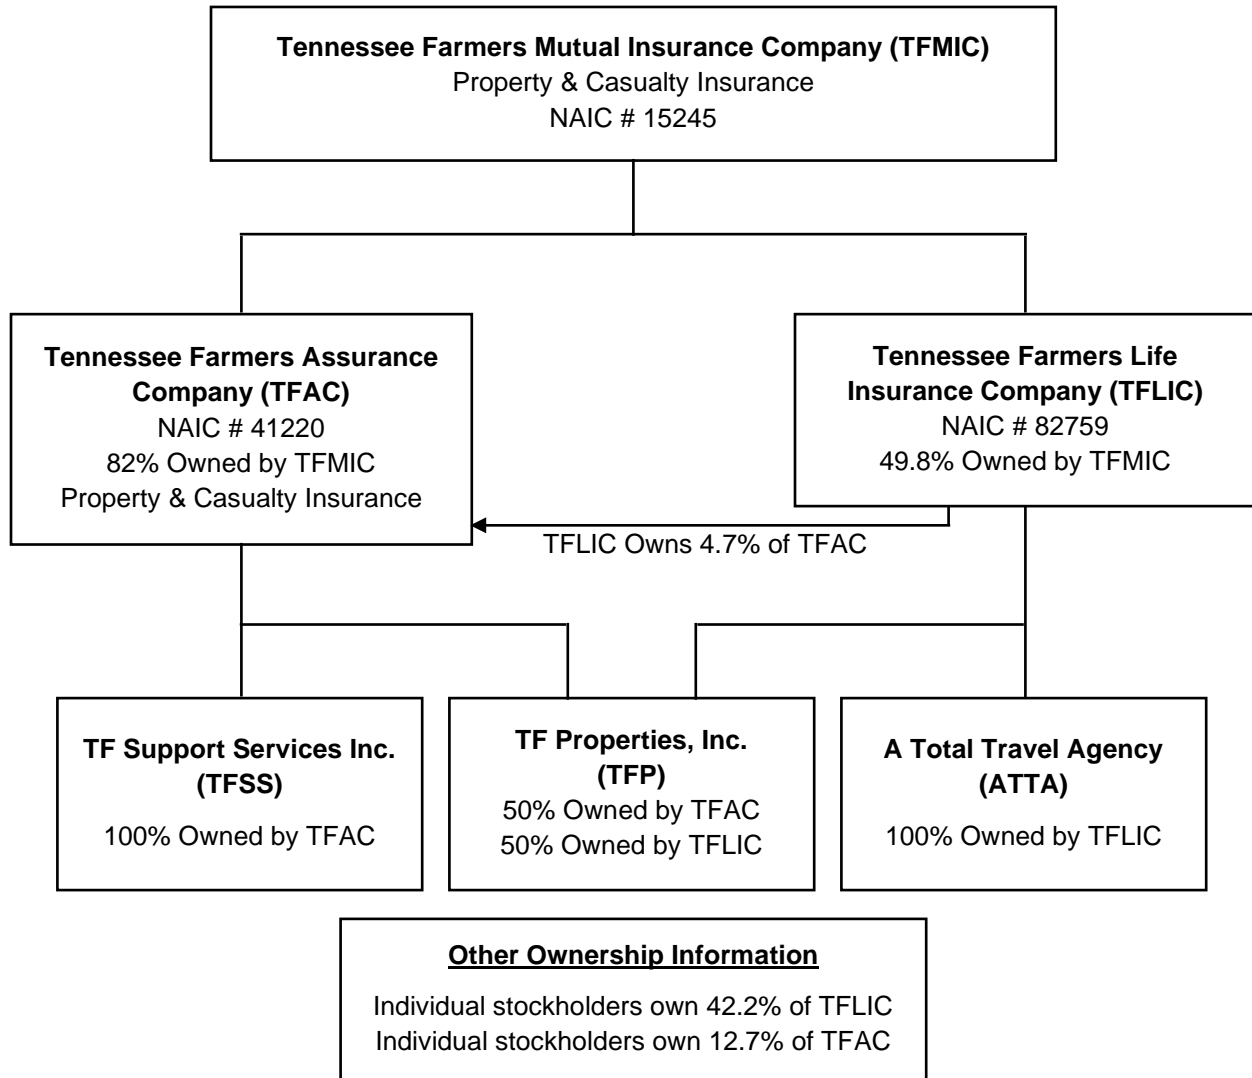 Tennessee Farmers Mutual Insurance Company (TFMIC)
Property & Casualty Insurance
NAIC # 15245
Tennessee Farmers Assurance
Company (TFAC)
NAIC # 41220
82% Owned by TFMIC
Property & Casualty Insurance
Tennessee Farmers Life
Insurance Company (TFLIC)
NAIC # 82759
49.8% Owned by TFMIC
TFLIC Owns 4.7% of TFAC
TF Support Services Inc.
(TFSS)
100% Owned by TFAC
TF Properties, Inc.
(TFP)
50% Owned by TFAC
50% Owned by TFLIC
A Total Travel Agency
(ATTA)
100% Owned by TFLIC
Other Ownership Information
Individual stockholders own 42.2% of TFLIC
Individual stockholders own 12.7% of TFAC